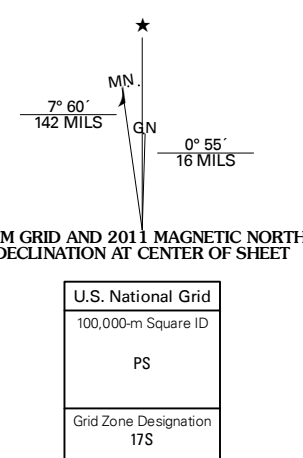 ★
MN
7° 60´
142 MILS
GN
0° 55´
16 MILS
M GRID AND 2011 MAGNETIC NORTH
DECLINATION AT CENTER OF SHEET
U.S. National Grid
100,000-m Square ID
PS
Grid Zone Designation
17S